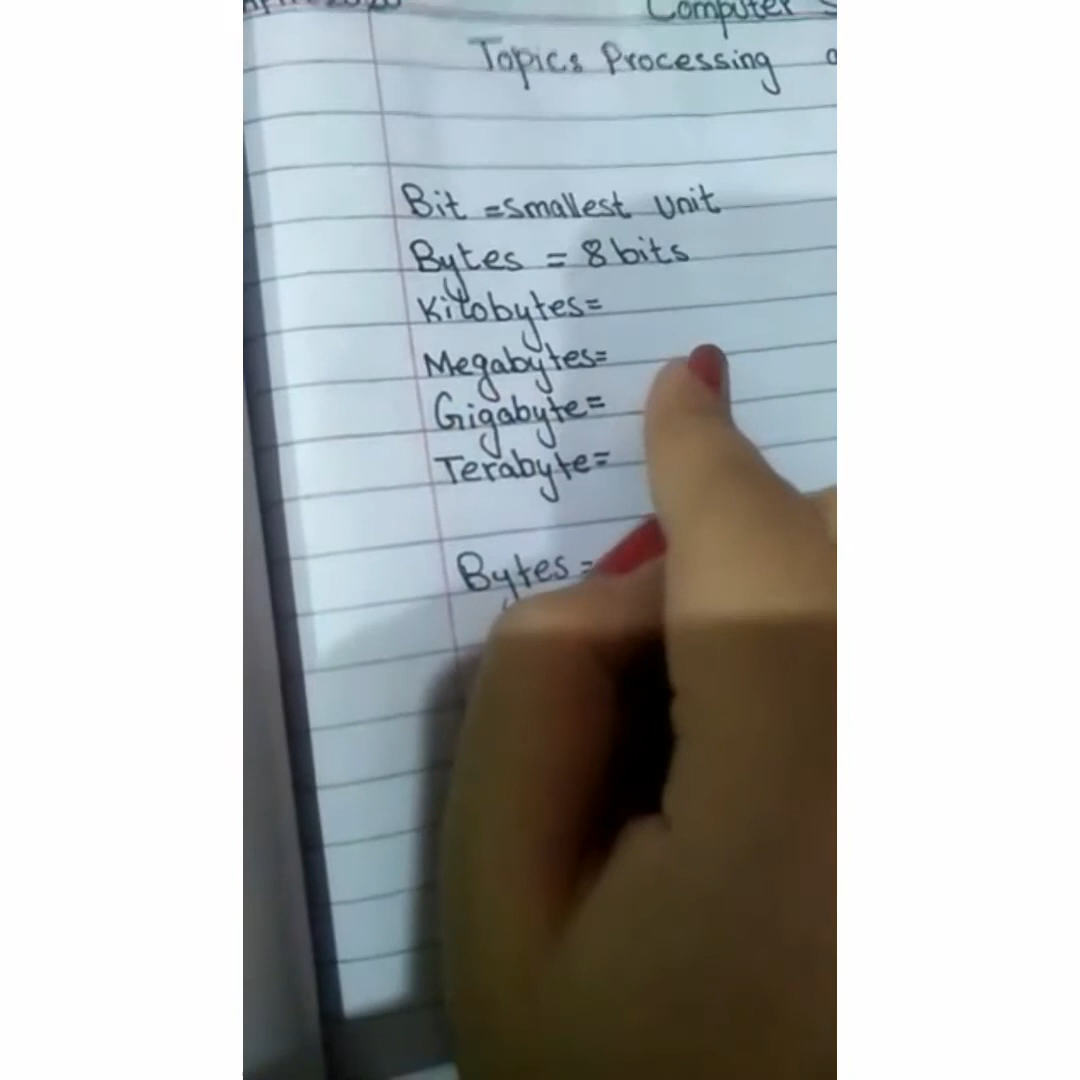 Computer
Topics Processing
Bit = smallest unit
Bytes = 8 bits
Kilobytes=
Megabytes=
Gigabyte=
Terabyte=
Bytes =